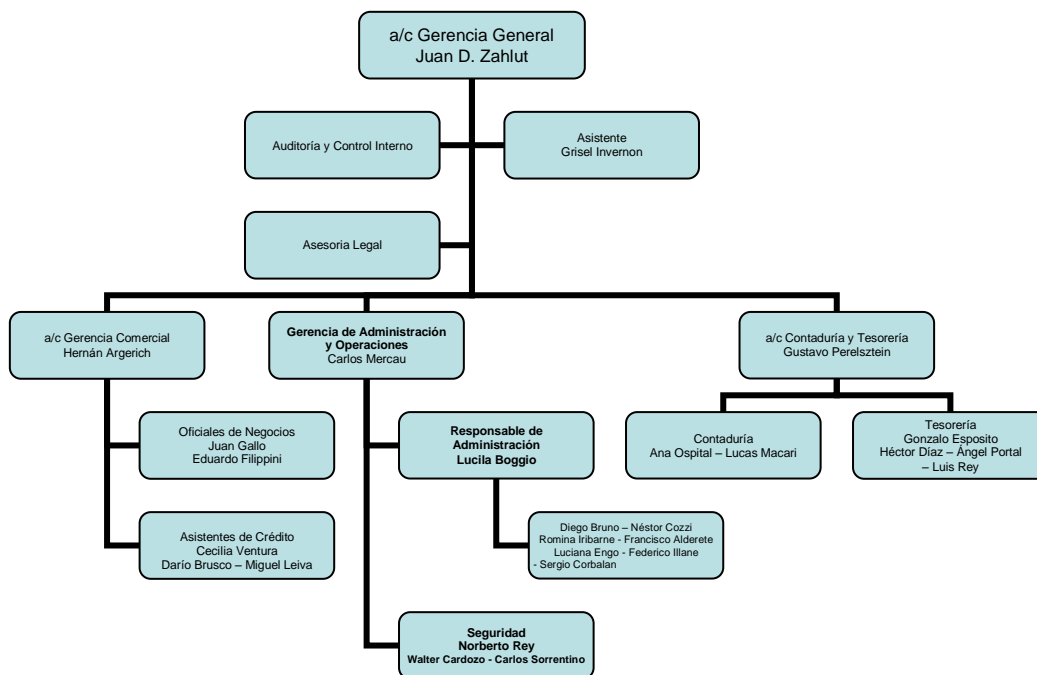 a/c Gerencia General
Juan D. Zahlut
Auditoría y Control Interno
Asistente
Grisel Invernon
Asesoria Legal
a/c Gerencia Comercial
Hernán Argerich
Gerencia de Administración
y Operaciones
Carlos Mercau
a/c Contaduría y Tesorería
Gustavo Perelsztein
Oficiales de Negocios
Juan Gallo
Eduardo Filippini
Responsable de
Administración
Lucila Boggio
Contaduría
Ana Ospital – Lucas Macari
Tesorería
Gonzalo Esposito
Héctor Díaz – Ángel Portal
– Luis Rey
Asistentes de Crédito
Cecilia Ventura
Darío Brusco – Miguel Leiva
Diego Bruno – Néstor Cozzi
Romina Iribarne - Francisco Alderete
Luciana Engo - Federico Illane
- Sergio Corbalan
Seguridad
Norberto Rey
Walter Cardozo - Carlos Sorrentino